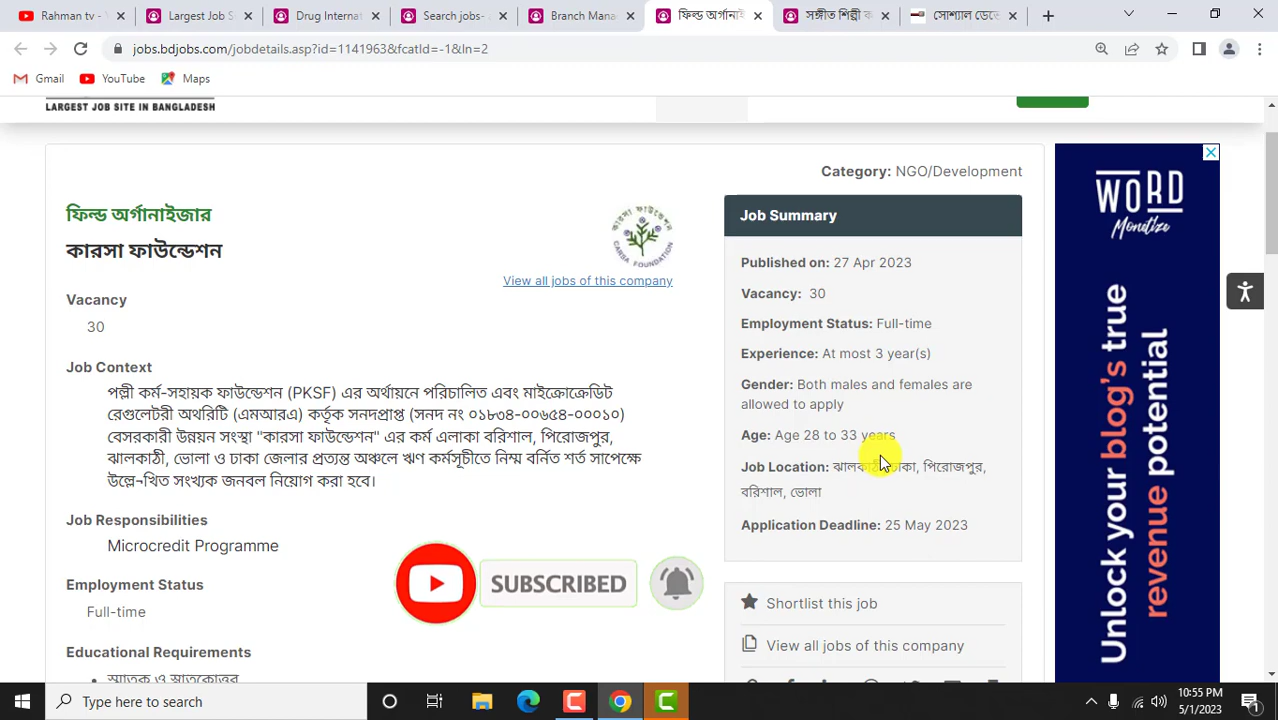 Rahman - You
Largest Job S
Drug Internat
Search jobs-
Branch Mana
ফিল্ড অর্গানাই
সঙ্গীত শিল্পী ক
সোশ্যাল ডেভে
jobs.bdjobs.com/jobdetails.asp?id=1141963&fcatId=-1&ln=2
Gmail YouTube Maps
LARGEST JOB SITE IN BANGLADESH
Category: NGO/Development
ফিল্ড অর্গানাইজার
কারসা ফাউন্ডেশন
CARSA FOUNDATION
View all jobs of this company
Vacancy
30
Job Context
পল্লী কর্ম-সহায়ক ফাউন্ডেশন (PKSF) এর অর্থায়নে পরিচালিত এবং মাইক্রোক্রেডিট
রেগুলেটরী অথরিটি (এমআরএ) কর্তৃক সনদপ্রাপ্ত (সনদ নং ০১৮৩৪-০০৬৫৪-০০০১০)
বেসরকারী উন্নয়ন সংস্থা "কারসা ফাউন্ডেশন" এর কর্ম এলাকা বরিশাল, পিরোজপুর,
ঝালকাঠী, ভোলা ও ঢাকা জেলার প্রত্যন্ত অঞ্চলে ঋণ কর্মসূচীতে নিম্ম বর্নিত শর্ত সাপেক্ষে
উল্লে¬খিত সংখ্যক জনবল নিয়োগ করা হবে।
Job Responsibilities
Microcredit Programme
Employment Status
Full-time
Educational Requirements
স্নাতক ও স্নাতকোত্তর
SUBSCRIBED
Job Summary
Published on: 27 Apr 2023
Vacancy: 30
Employment Status: Full-time
Experience: At most 3 year(s)
Gender: Both males and females are
allowed to apply
Age: Age 28 to 33 years
Job Location: ঝালকাঠী, ঢাকা, পিরোজপুর,
বরিশাল, ভোলা
Application Deadline: 25 May 2023
Shortlist this job
View all jobs of this company
WORD
Monetize
Unlock your blog's true
revenue potential
Type here to search
10:55 PM
5/1/2023
1